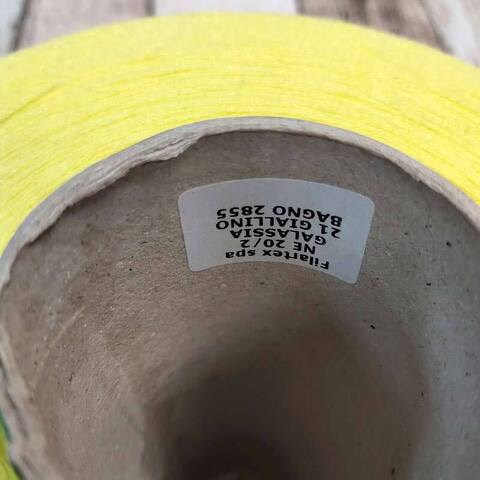 Filartex spa
NE 20/2
GALASSIA
21 GIALLINO
BAGNO 2855